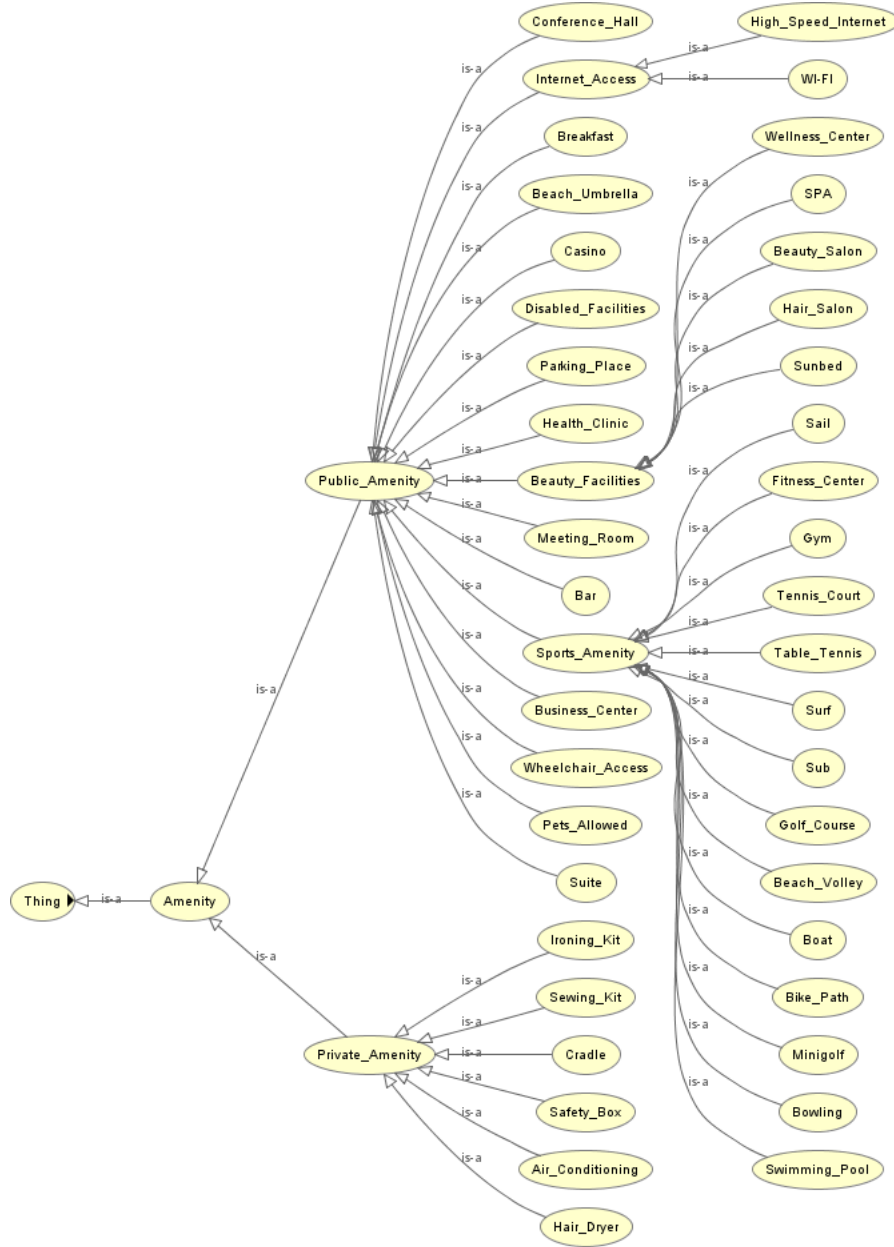 Conference_Hall
High_Speed_Internet
is-a
is-a
Internet_Access
is-a
WI-FI
is-a
Breakfast
Wellness_Center
is-a
is-a
Beach_Umbrella
SPA
is-a
is-a
Casino
Beauty_Salon
is-a
is-a
Disabled_Facilities
Hair_Salon
is-a
is-a
Parking_Place
Sunbed
is-a
is-a
Health_Clinic
Sail
is-a
is-a
Public_Amenity
is-a
Beauty_Facilities
Fitness_Center
is-a
is-a
Meeting_Room
Gym
is-a
is-a
Bar
Tennis_Court
is-a
is-a
Sports_Amenity
is-a
Table_Tennis
is-a
is-a
is-a
Business_Center
Surf
is-a
is-a
Wheelchair_Access
Sub
is-a
is-a
Pets_Allowed
Golf_Course
is-a
is-a
Suite
Beach_Volley
Thing
is-a
Amenity
is-a
Ironing_Kit
Boat
is-a
is-a
is-a
Sewing_Kit
Bike_Path
is-a
is-a
Private_Amenity
is-a
Cradle
Minigolf
is-a
is-a
Safety_Box
Bowling
is-a
Air_Conditioning
Swimming_Pool
is-a
Hair_Dryer